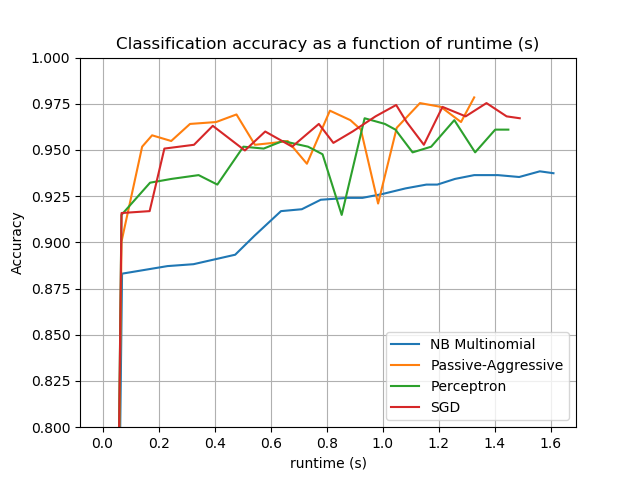 Classification accuracy as a function of runtime (s)
1.000
0.975
0.950
0.925
0.900
0.875
0.850
0.825
0.800
Accuracy
NB Multinomial
Passive-Aggressive
Perceptron
SGD
0.0 0.2 0.4 0.6 0.8 1.0 1.2 1.4 1.6
runtime (s)